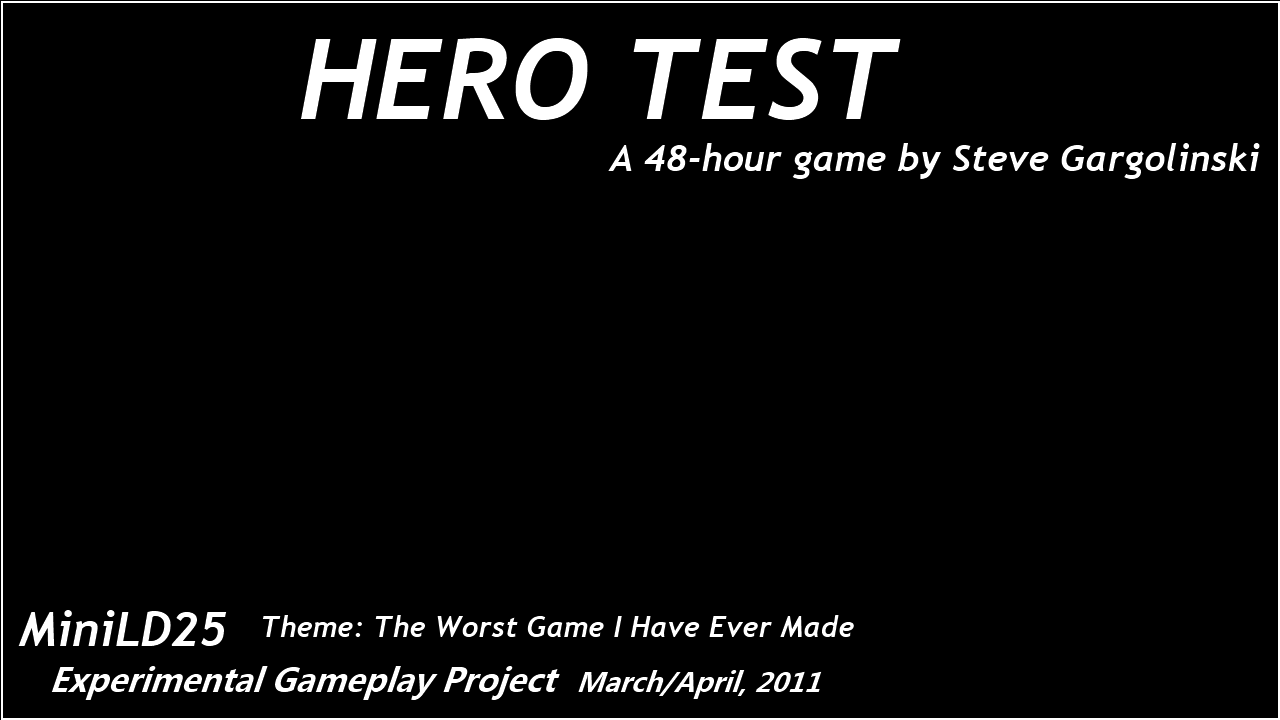 HERO TEST
A 48-hour game by Steve Gargolinski
MiniLD25 Theme: The Worst Game I Have Ever Made
Experimental Gameplay Project March/April, 2011